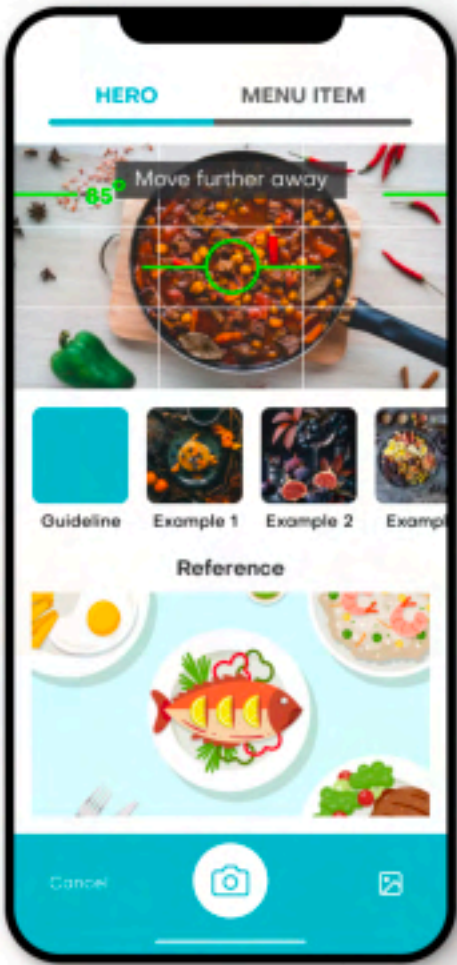 HERO MENU ITEM
85°
Move further away
Guideline Example 1 Example 2 Exampl
Reference
Cancel